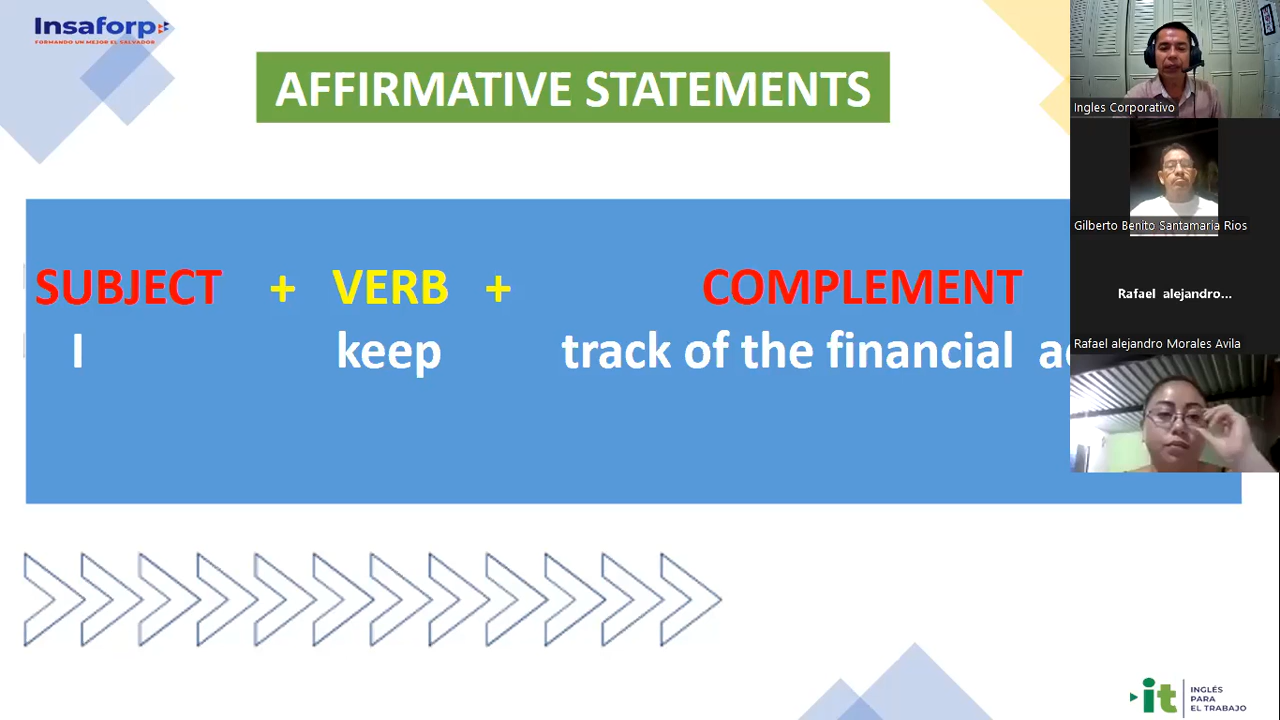 Insaforp
FORMANDO UN MEJOR EL SALVADOR
AFFIRMATIVE STATEMENTS
SUBJECT + VERB + COMPLEMENT
I keep track of the financial
Ingles Corporativo
Gilberto Benito Santamaria Rios
Rafael alejandro...
Rafael alejandro Morales Avila
it INGLÉS
PARA
EL TRABAJO